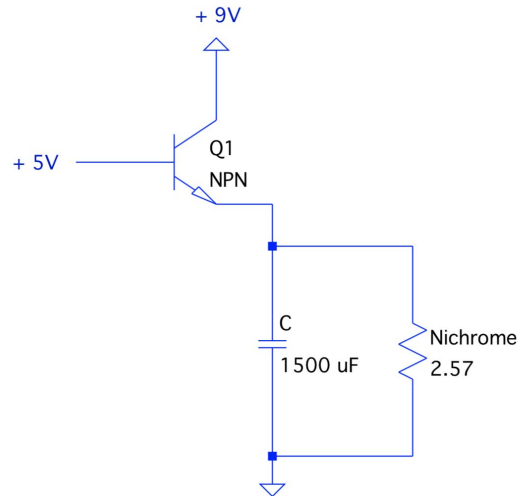 + 9V
+ 5V
Q1
NPN
C
1500 uF
Nichrome
2.57